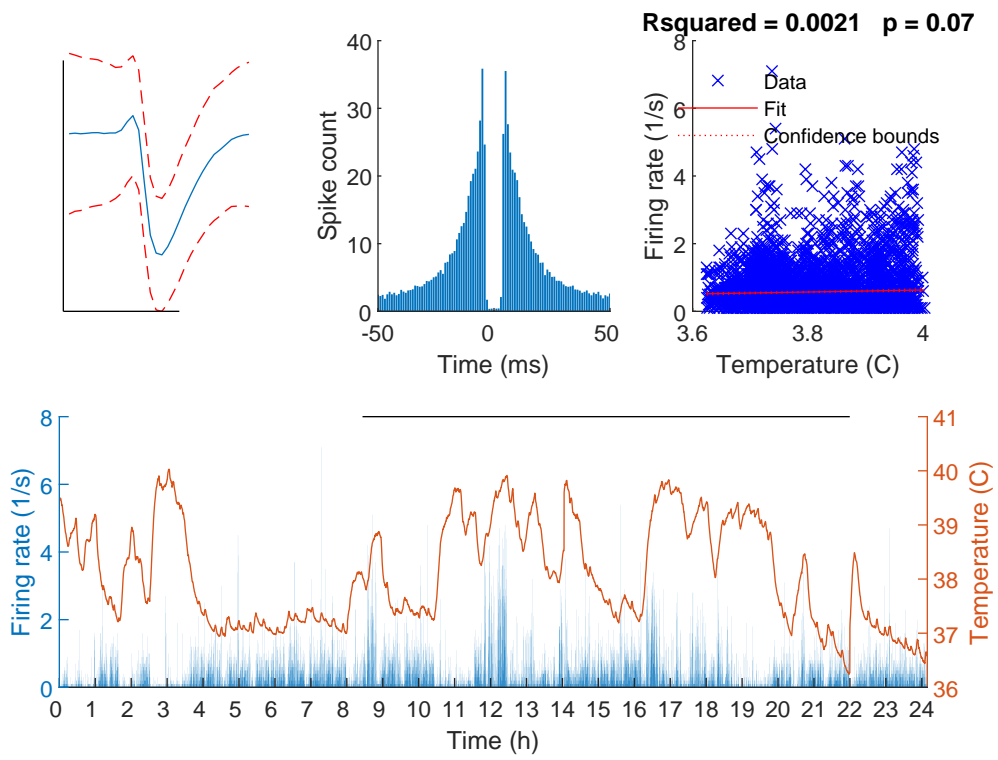 Rsquared = 0.0021 p = 0.07
40
30
20
10
0
Spike count
-50 0 50
Time (ms)
8
6
4
2
0
Firing rate (1/s)
Data
Fit
Confidence bounds
3.6 3.8 4
Temperature (C)
8
6
4
2
0
Firing rate (1/s)
41
40
39
38
37
36
Temperature (C)
0 1 2 3 4 5 6 7 8 9 10 11 12 13 14 15 16 17 18 19 20 21 22 23 24
Time (h)